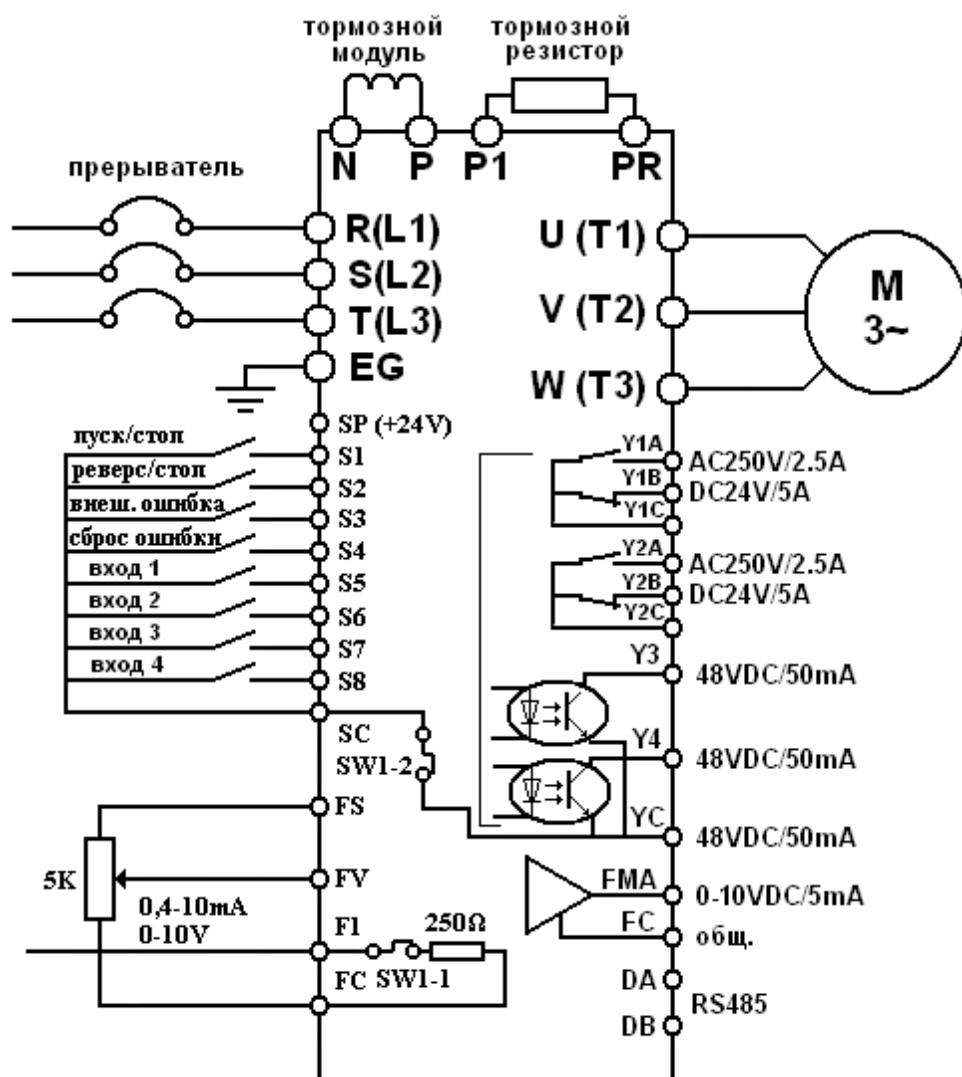 тормозной
модуль
тормозной
резистор
N P P1 PR
прерыватель
R(L1)
S(L2)
T(L3)
EG
U (T1)
V (T2)
W (T3)
M
3~
SP (+24V)
пуск/стоп
S1
реверс/стоп
S2
внеш. ошибка
S3
сброс ошибки
S4
вход 1
S5
вход 2
S6
вход 3
S7
вход 4
S8
SC
SW1-2
FS
5K
FV
0,4-10mA
0-10V
F1
250Ω
FC
SW1-1
Y1A
AC250V/2.5A
Y1B
DC24V/5A
Y1C
Y2A
AC250V/2.5A
Y2B
DC24V/5A
Y2C
Y3
48VDC/50mA
Y4
48VDC/50mA
YC
48VDC/50mA
FMA
0-10VDC/5mA
FC
общ.
DA
RS485
DB